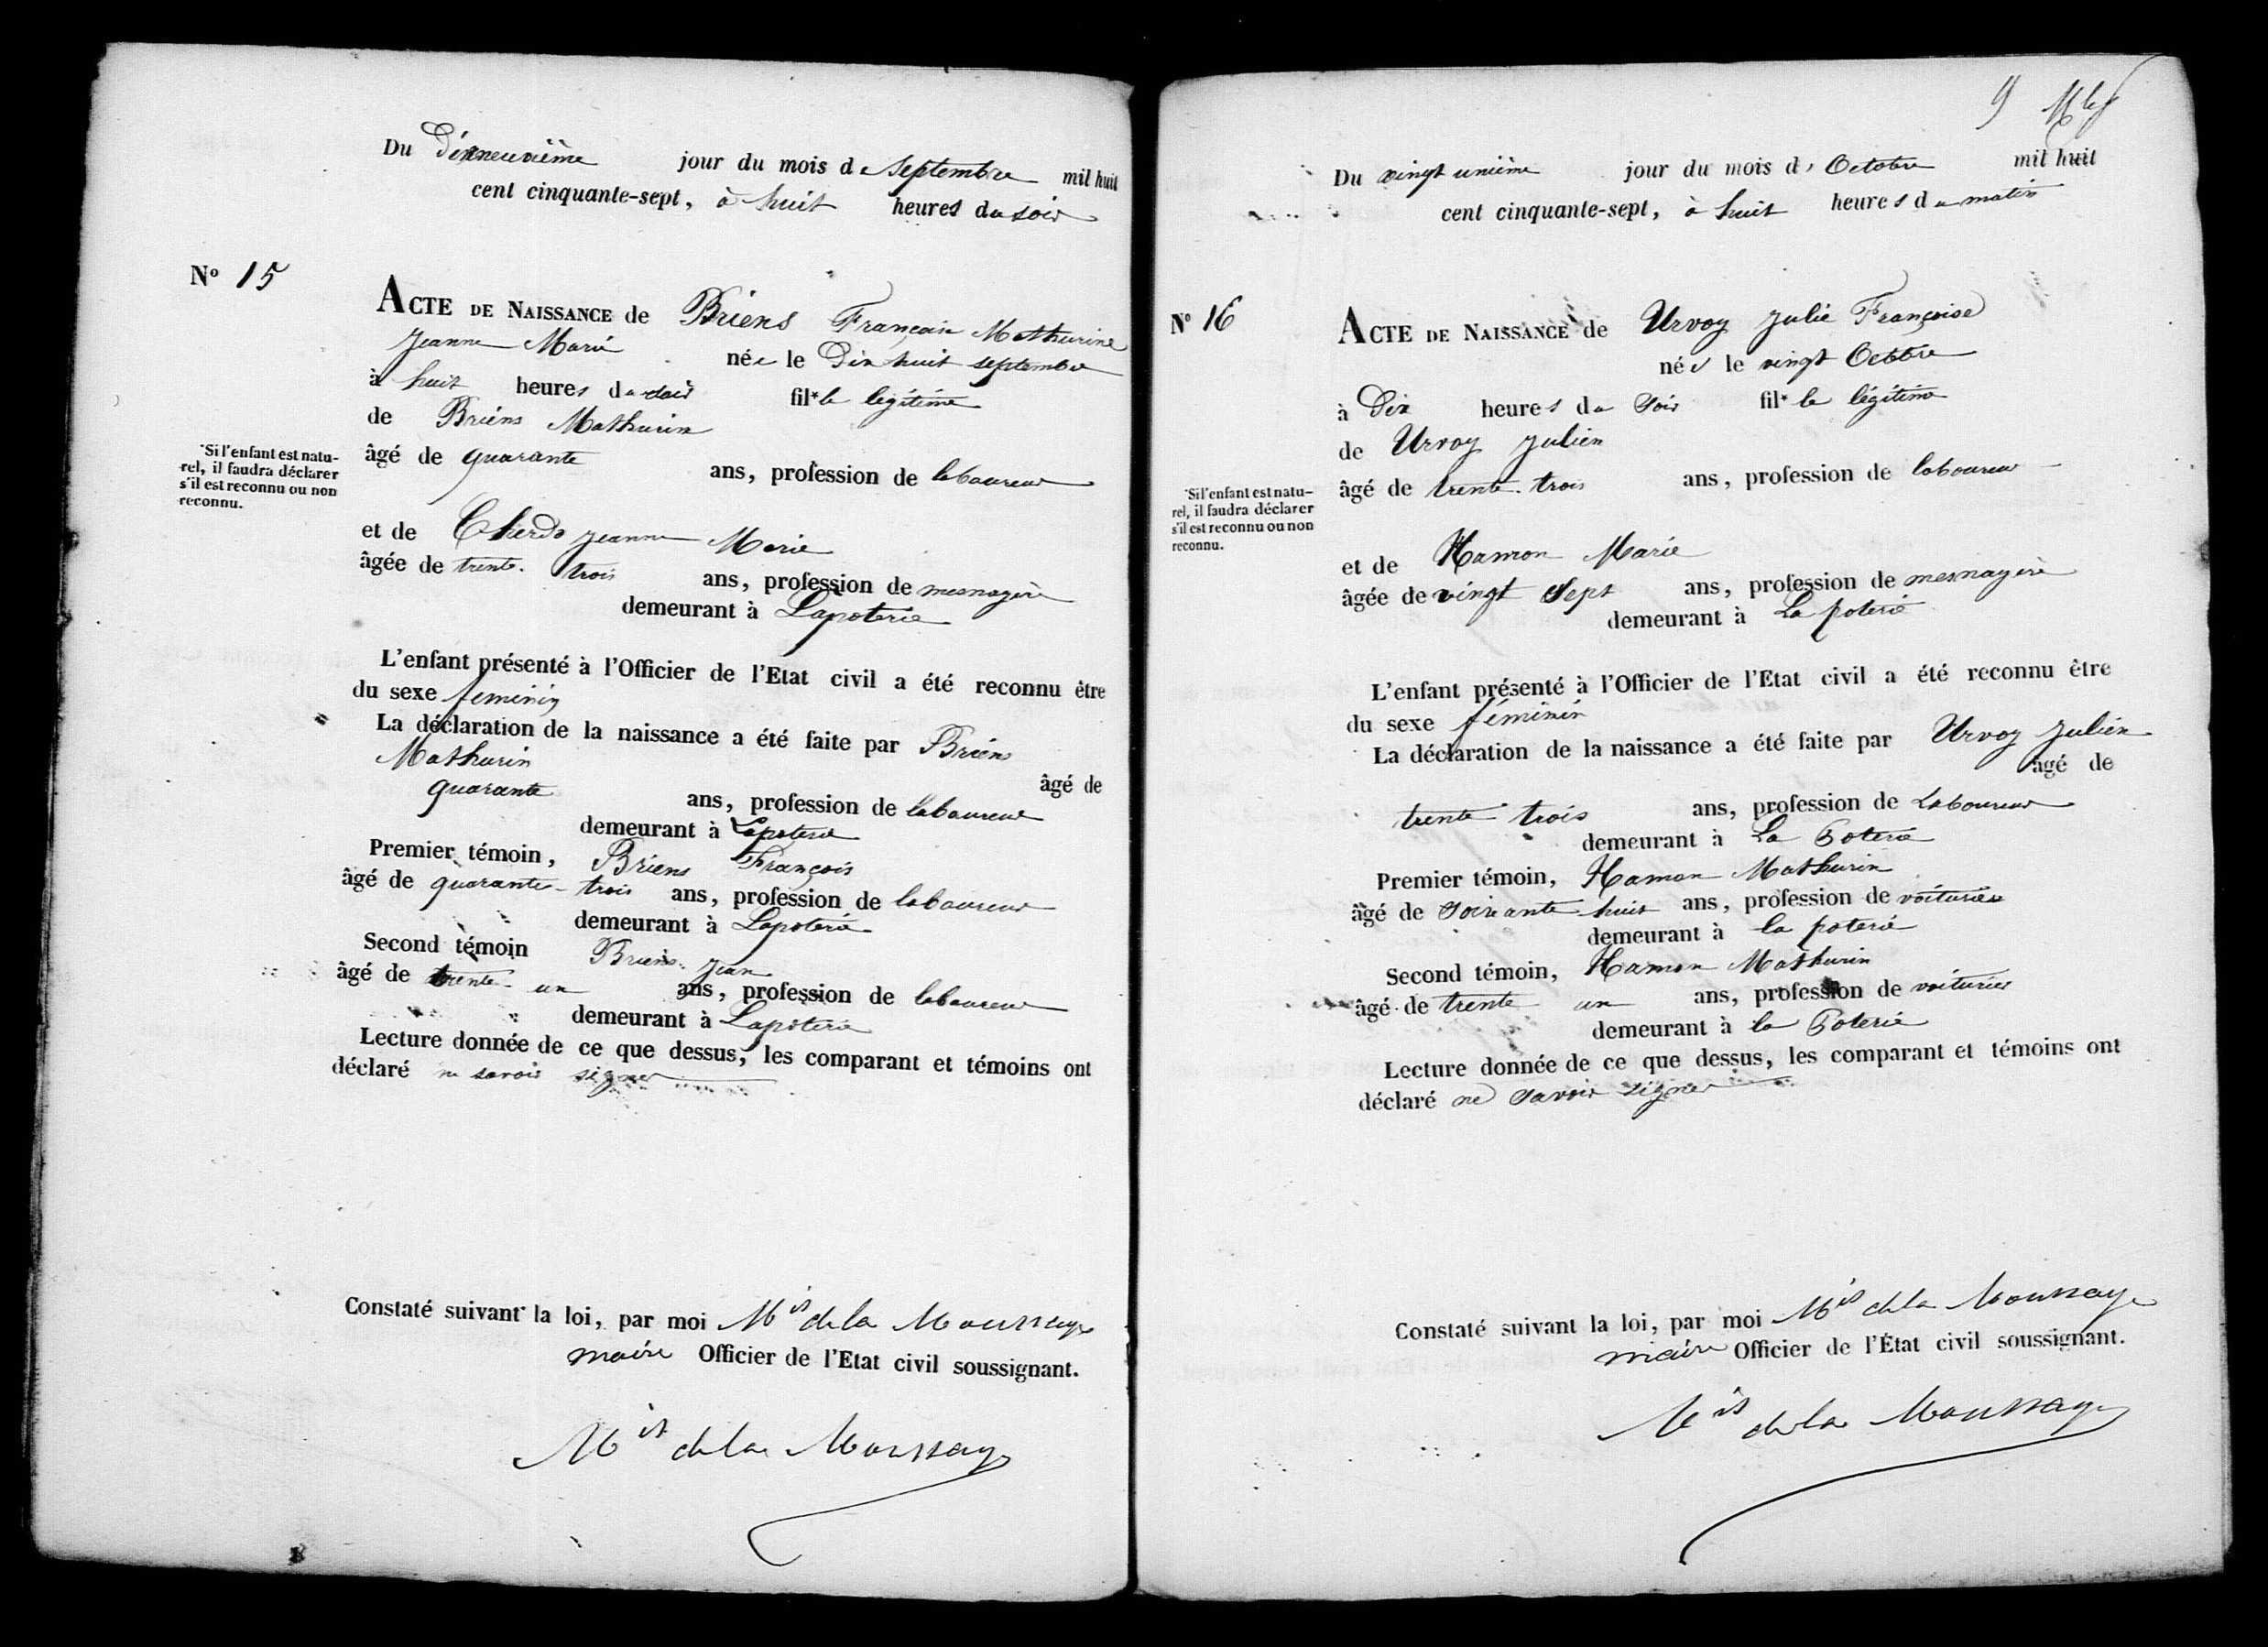 Du Dixneuvième jour du mois de Septembre mil huit
cent cinquante-sept, à huit heures du soir
N° 15
ACTE DE NAISSANCE de Briens Françoise Mathurine
Jeanne Marie née le Dix huit septembre
à huit heures du soir fil* le légitime
de Briens Mathurin
âgé de quarante ans, profession de laboureur
*Si l'enfant est natu-
rel, il faudra déclarer
s'il est reconnu ou non
reconnu.
et de Jeanne Marie
âgée de trente-trois ans, profession de mesnagère
demeurant à Lapoterie
L'enfant présenté à l'Officier de l'Etat civil a été reconnu être
du sexe feminin
La déclaration de la naissance a été faite par Briens
Mathurin âgé de
quarante ans, profession de laboureur
demeurant à Lapoterie
Premier témoin, Briens François
âgé de quarante-trois ans, profession de laboureur
demeurant à Lapoterie
Second témoin Briens Jean
âgé de trente-un ans, profession de laboureur
demeurant à Lapoterie
Lecture donnée de ce que dessus, les comparant et témoins ont
déclaré ne savoir signer
Constaté suivant la loi, par moi Mis de la Moussaye
maire Officier de l'Etat civil soussignant.
Mis de la Moussaye
9
Du vingt unième jour du mois d'Octobre mil huit
cent cinquante-sept, à huit heures du matin
N° 16
ACTE DE NAISSANCE de Urvoy Julie Françoise
née le vingt Octobre
à Dix heures du Soir fil* le légitime
de Urvoy Julien
âgé de trente-trois ans, profession de laboureur
*Si l'enfant est natu-
rel, il faudra déclarer
s'il est reconnu ou non
reconnu.
et de Hamon Marie
âgée de vingt Sept ans, profession de mesnagère
demeurant à La poterie
L'enfant présenté à l'Officier de l'Etat civil a été reconnu être
du sexe féminin
La déclaration de la naissance a été faite par Urvoy Julien
âgé de
trente trois ans, profession de Laboureur
demeurant à La Poterie
Premier témoin, Hamon Mathurin
âgé de Soixante huit ans, profession de voiturier
demeurant à la poterie
Second témoin, Hamon Mathurin
âgé de trente un ans, profession de voiturier
demeurant à la Poterie
Lecture donnée de ce que dessus, les comparant et témoins ont
déclaré ne Savoir signer
Constaté suivant la loi, par moi Mis de la Moussaye
maire Officier de l'État civil soussignant.
Mis de la Moussaye